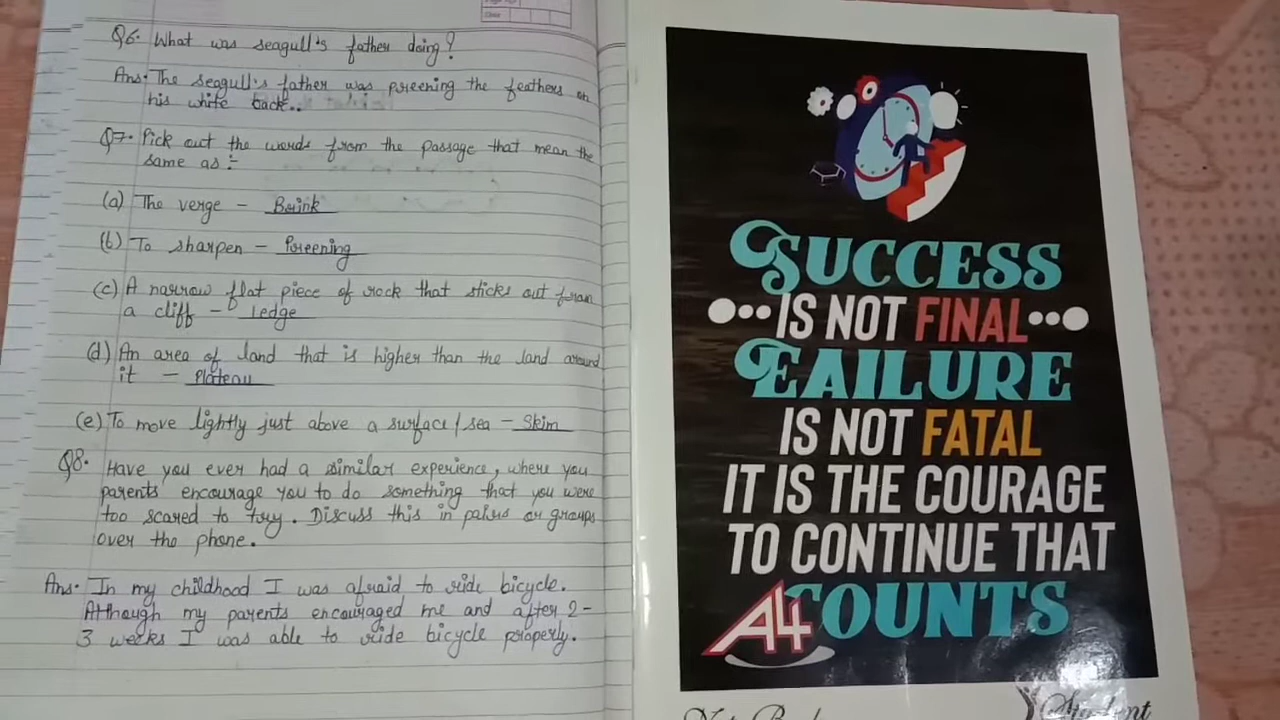 Date
Q6. What was seagull's father doing?
Ans. The seagull's father was preening the feathers on
his white back..
Q7. Pick out the words from the passage that mean the
same as :-
(a) The verge - Brink
(b) To sharpen - Preening
(c) A narrow flat piece of rock that sticks out from
a cliff - Ledge
(d) An area of land that is higher than the land around
it - Plateau
(e) To move lightly just above a surface/sea - Skim
Q8. Have you ever had a similar experience, where you
parents encourage you to do something that you were
too scared to try. Discuss this in pairs or groups
over the phone.
Ans. In my childhood I was afraid to ride bicycle.
Although my parents encouraged me and after 2-
3 weeks I was able to ride bicycle properly.
SUCCESS
IS NOT FINAL
FAILURE
IS NOT FATAL
IT IS THE COURAGE
TO CONTINUE THAT
COUNTS
A4
Student